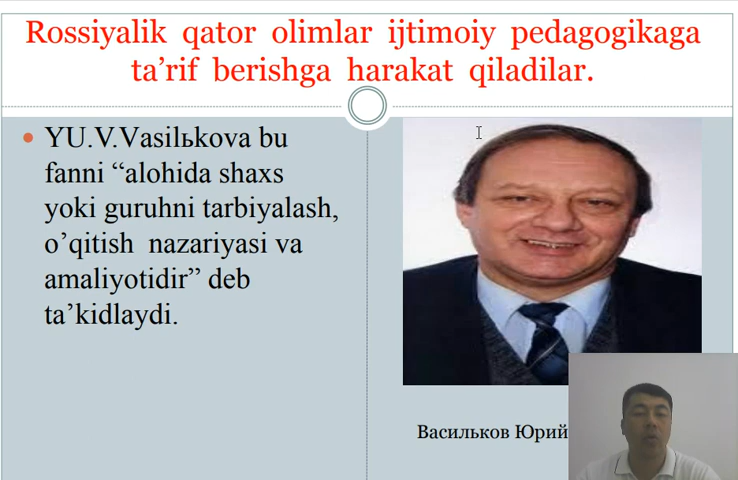 Rossiyalik qator olimlar ijtimoiy pedagogikaga
ta’rif berishga harakat qiladilar.
YU.V.Vasilьkova bu
fanni “alohida shaxs
yoki guruhni tarbiyalash,
o’qitish nazariyasi va
amaliyotidir” deb
ta’kidlaydi.
Васильков Юрий